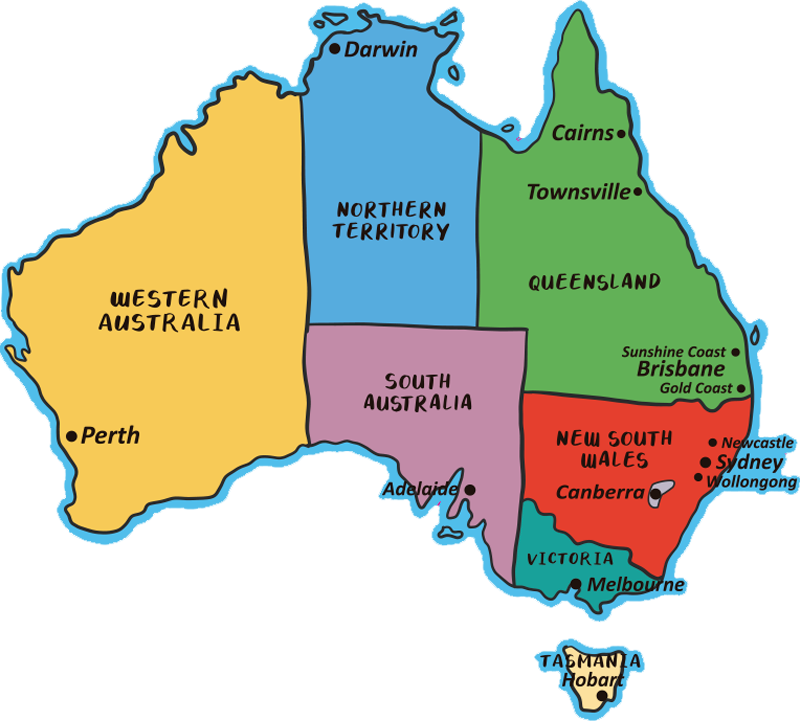 Darwin
Cairns
Townsville
NORTHERN
TERRITORY
QUEENSLAND
WESTERN
AUSTRALIA
Sunshine Coast
Brisbane
Gold Coast
SOUTH
AUSTRALIA
Perth
NEW SOUTH
WALES
Newcastle
Sydney
Wollongong
Adelaide
Canberra
VICTORIA
Melbourne
TASMANIA
Hobart